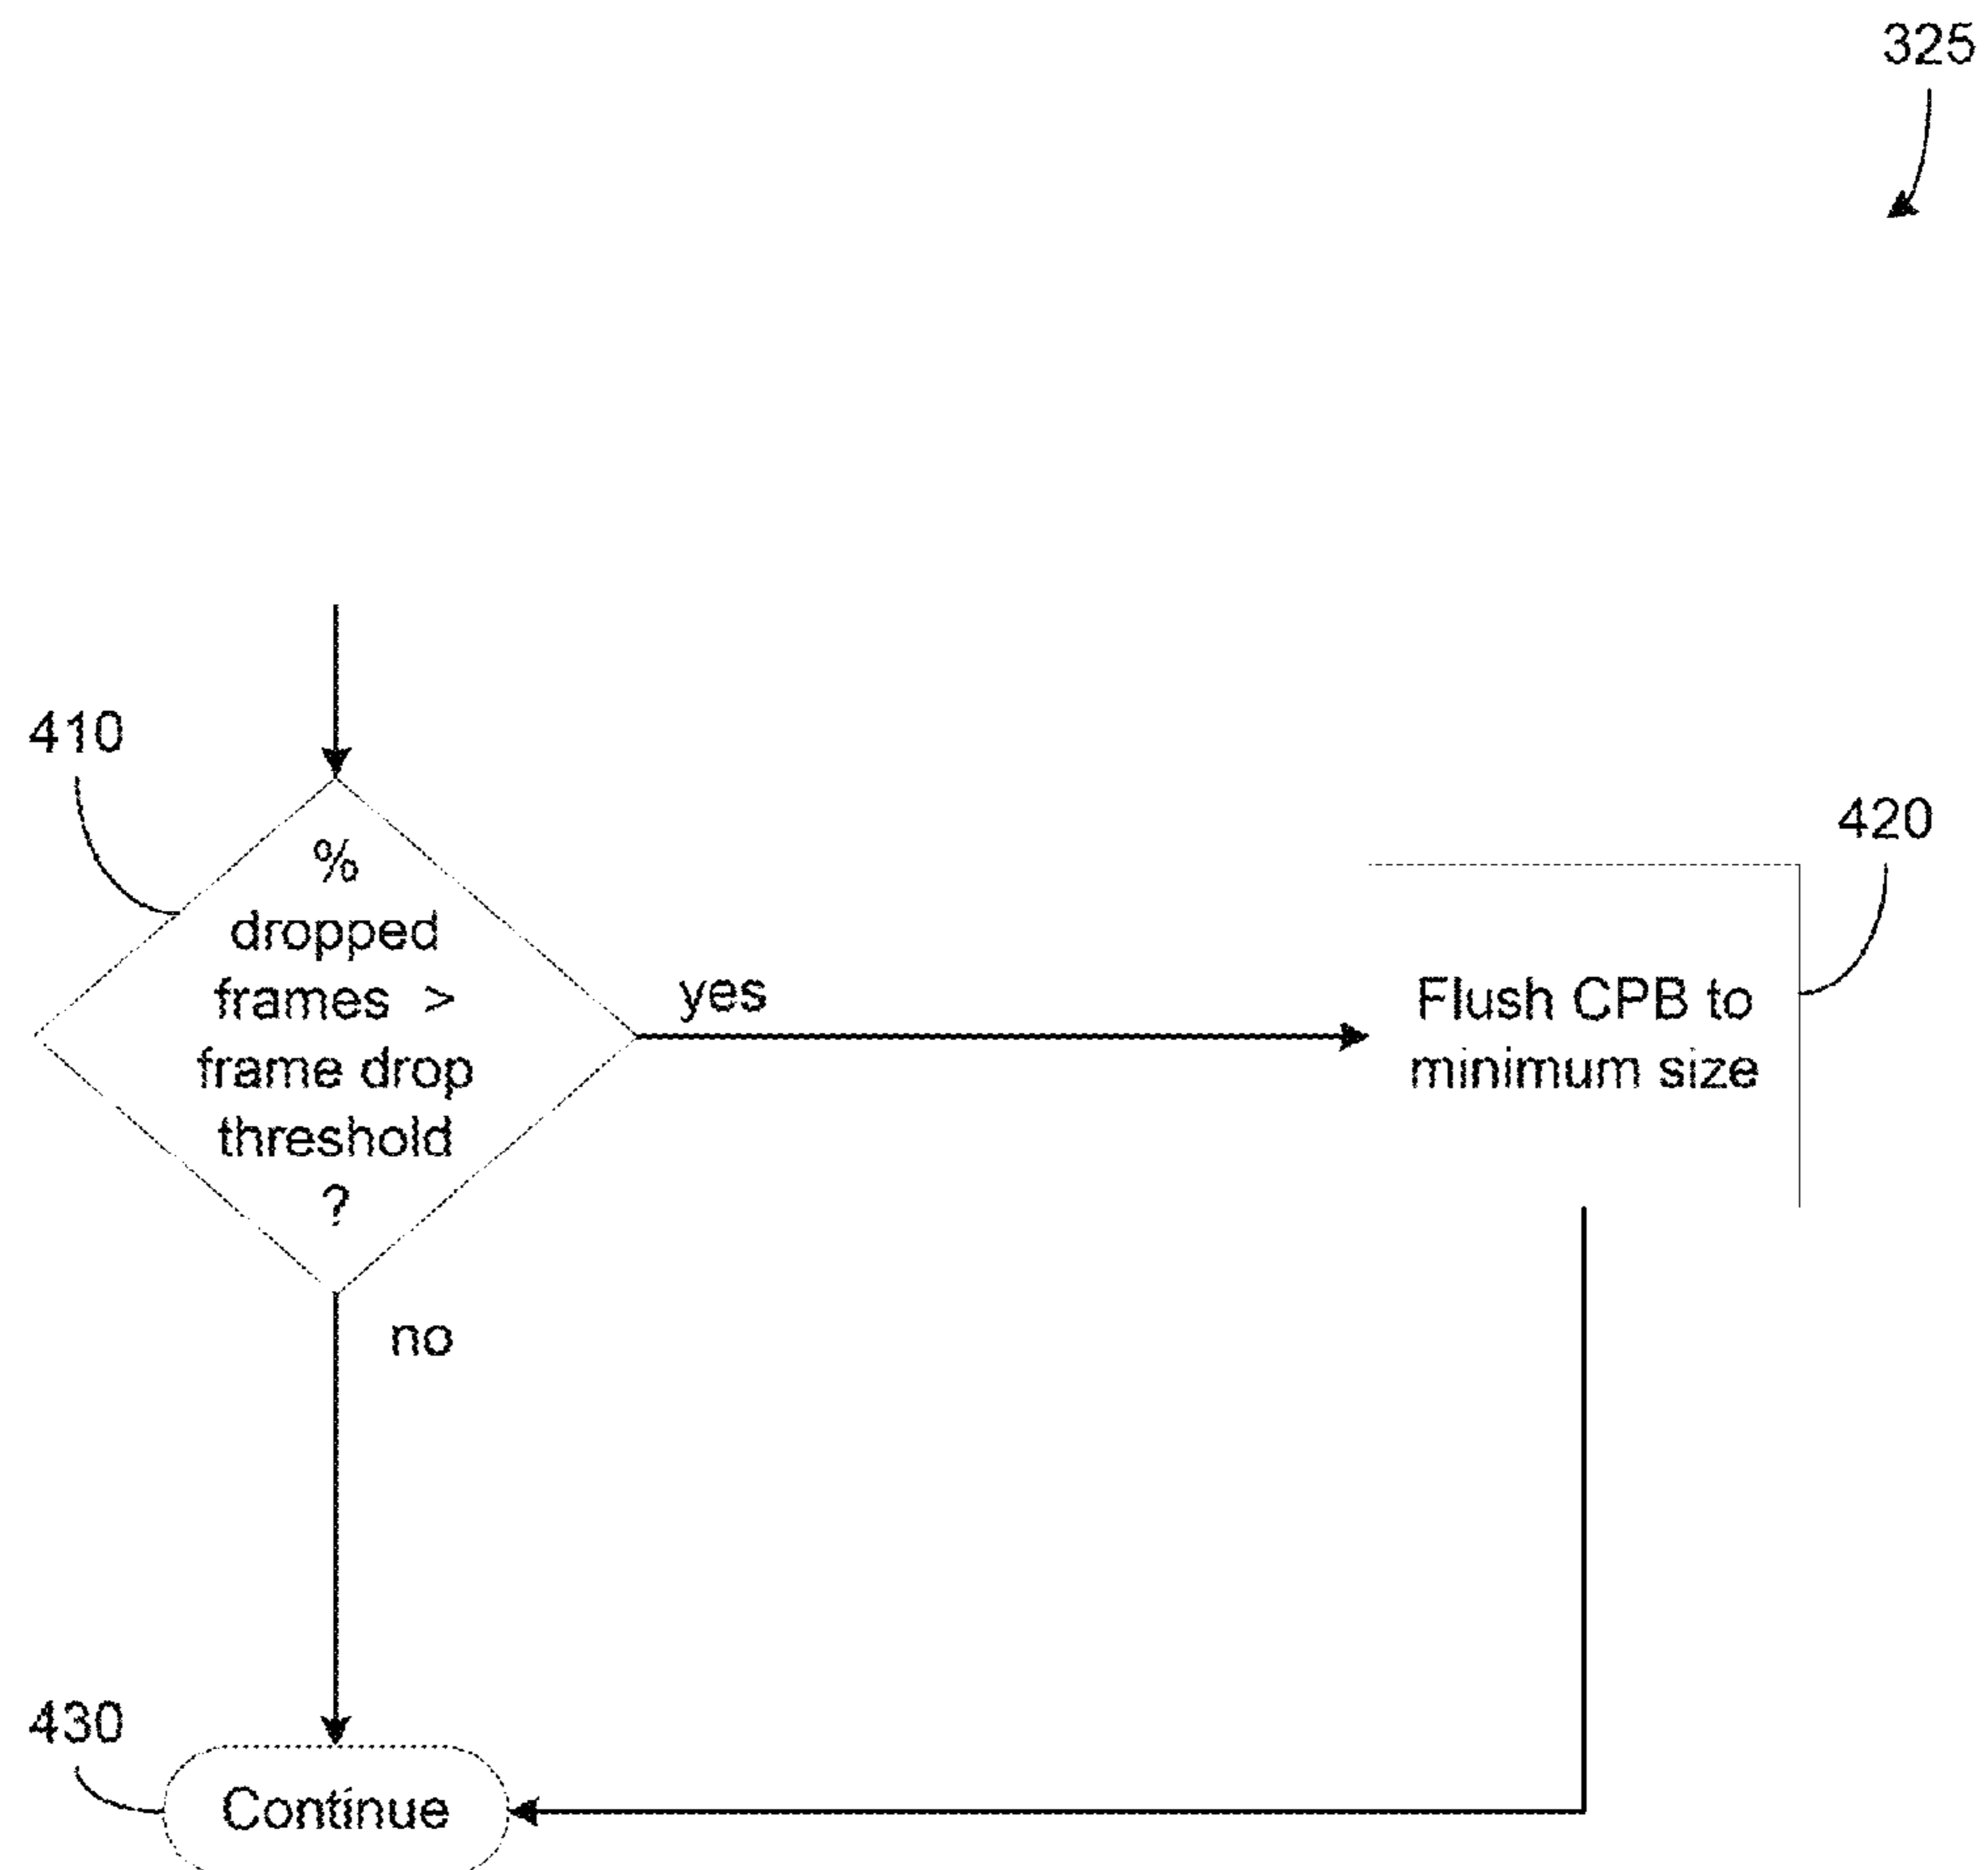 325
410
%
dropped
frames >
frame drop
threshold
?
yes
420
Flush CPB to
minimum size
no
430
Continue